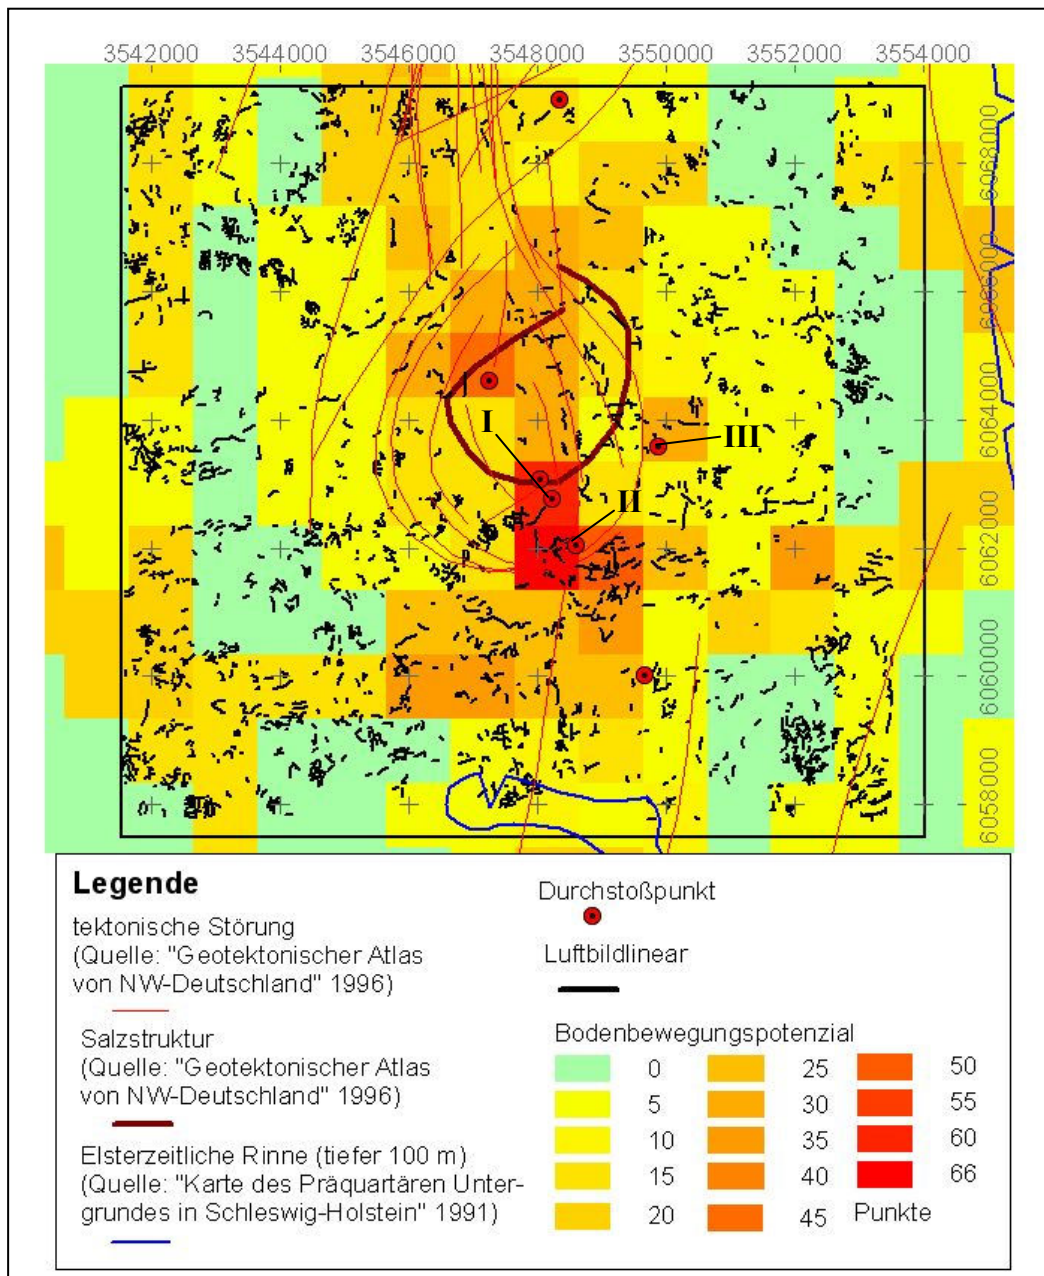 3542000 3544000 3546000 3548000 3550000 3552000 3554000
6068000
6066000
6064000
6062000
6060000
6058000
I
III
II
Legende
tektonische Störung
(Quelle: "Geotektonischer Atlas
von NW-Deutschland" 1996)
Salzstruktur
(Quelle: "Geotektonischer Atlas
von NW-Deutschland" 1996)
Elsterzeitliche Rinne (tiefer 100 m)
(Quelle: "Karte des Präquartären Unter-
grundes in Schleswig-Holstein" 1991)
Durchstoßpunkt
Luftbildlinear
Bodenbewegungspotenzial
0 25 50
5 30 55
10 35 60
15 40 66
20 45 Punkte